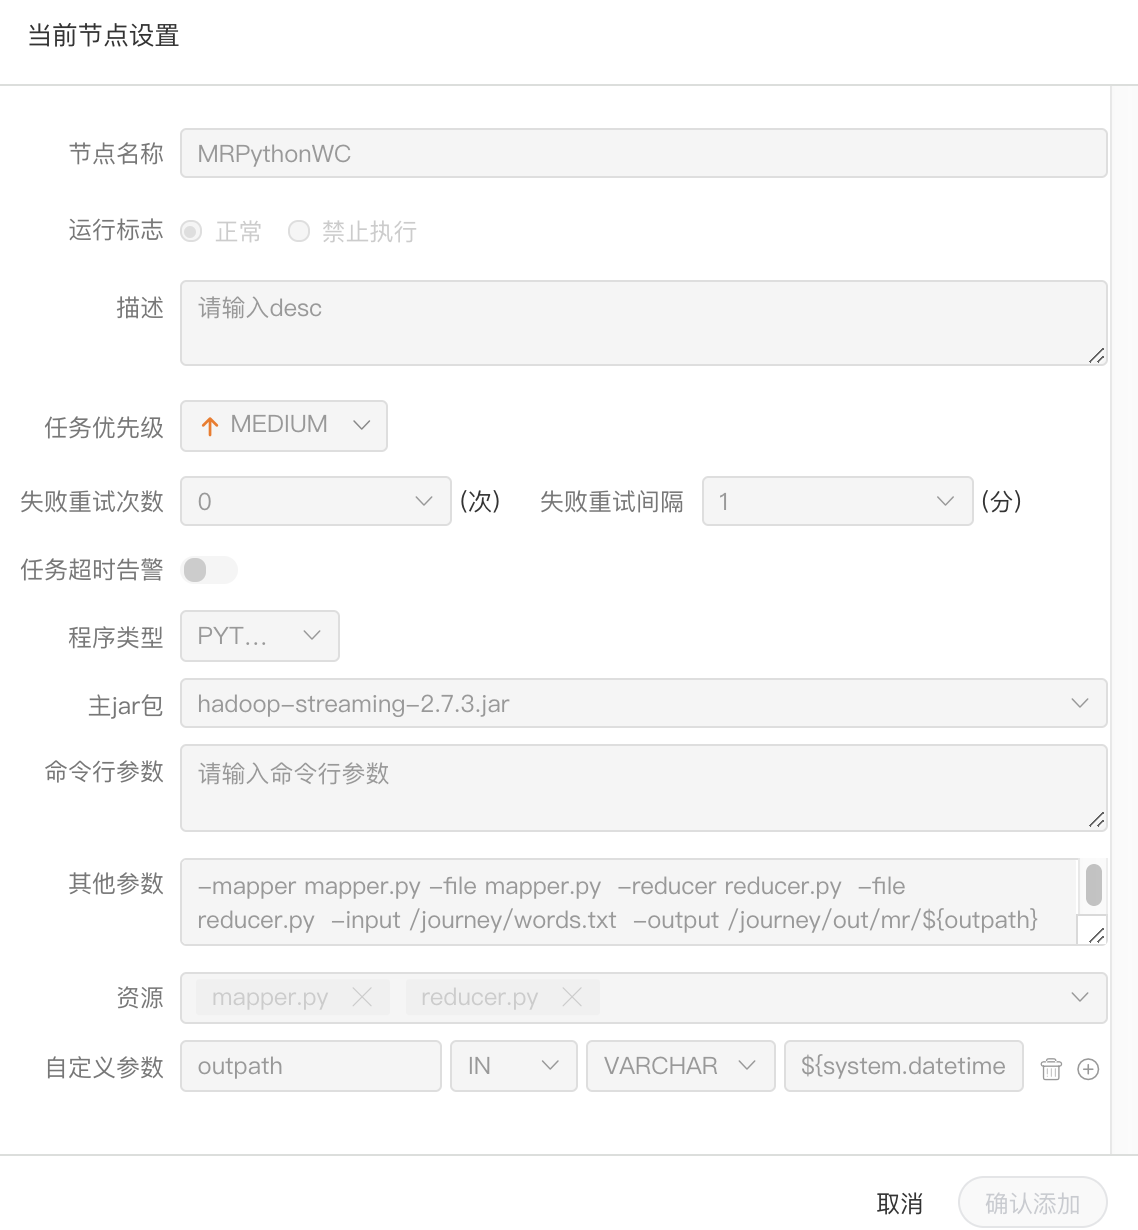 当前节点设置
节点名称 MRPythonWC
运行标志 正常 禁止执行
描述 请输入desc
任务优先级 MEDIUM
失败重试次数 0 (次) 失败重试间隔 1 (分)
任务超时告警
程序类型 PYT...
主jar包 hadoop-streaming-2.7.3.jar
命令行参数 请输入命令行参数
其他参数 -mapper mapper.py -file mapper.py -reducer reducer.py -file
reducer.py -input /journey/words.txt -output /journey/out/mr/${outpath}
资源 mapper.py reducer.py
自定义参数 outpath IN VARCHAR ${system.datetime
取消 确认添加